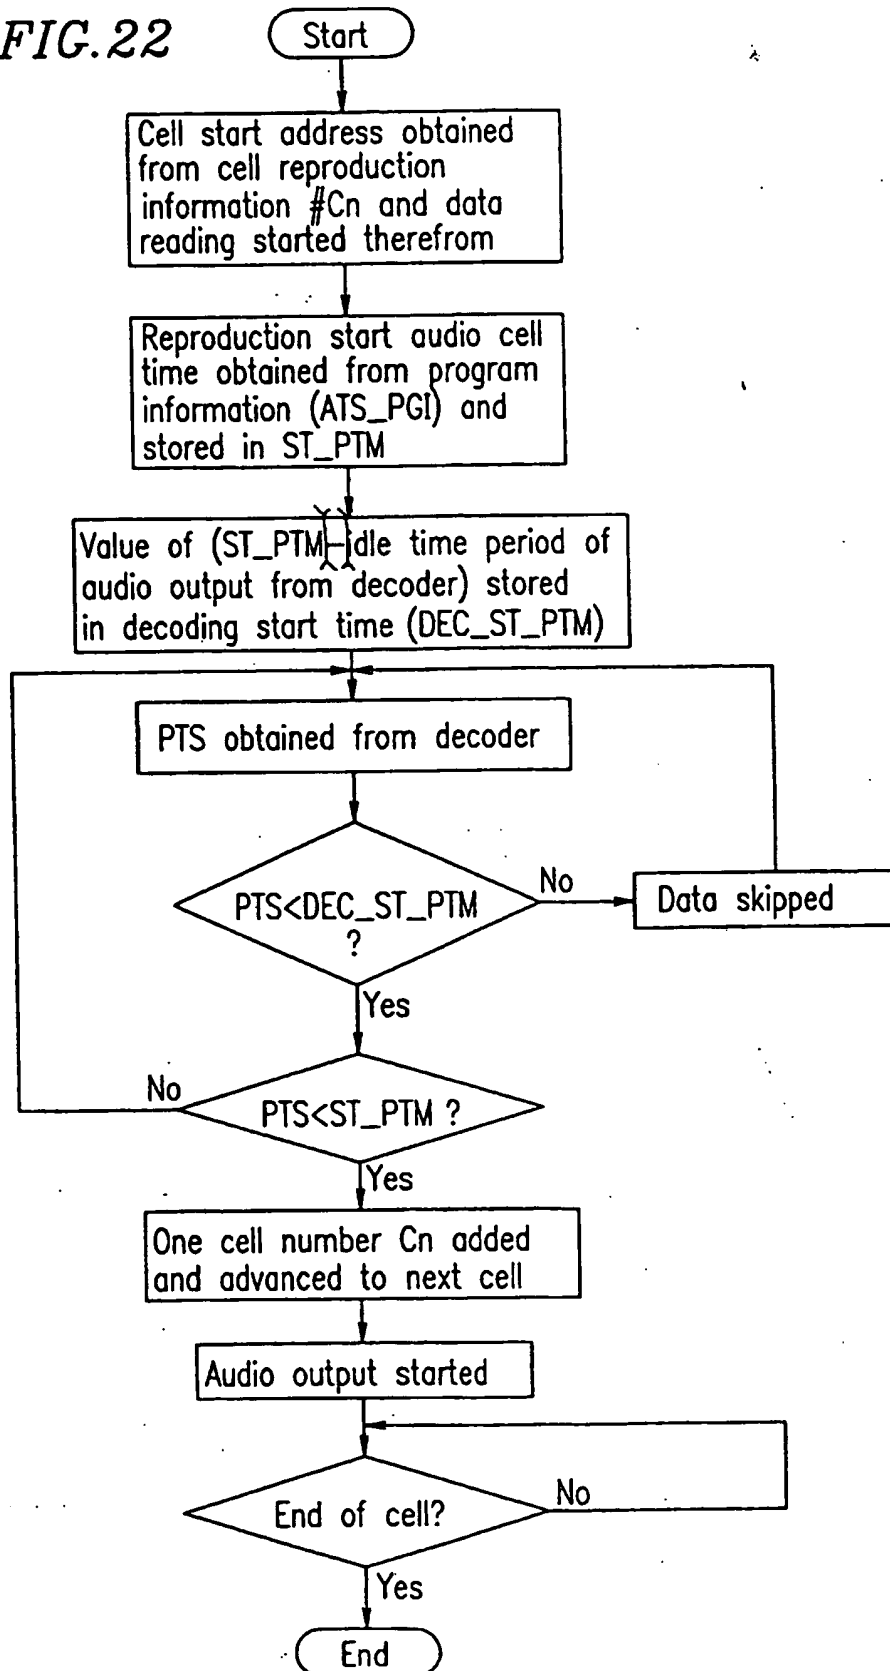 FIG.22
Start
Cell start address obtained
from cell reproduction
information #Cn and data
reading started therefrom
Reproduction start audio cell
time obtained from program
information (ATS_PGI) and
stored in ST_PTM
Value of (ST_PTM-idle time period of
audio output from decoder) stored
in decoding start time (DEC_ST_PTM)
PTS obtained from decoder
PTS<DEC_ST_PTM
?
No
Data skipped
Yes
No
PTS<ST_PTM ?
Yes
One cell number Cn added
and advanced to next cell
Audio output started
End of cell?
No
Yes
End